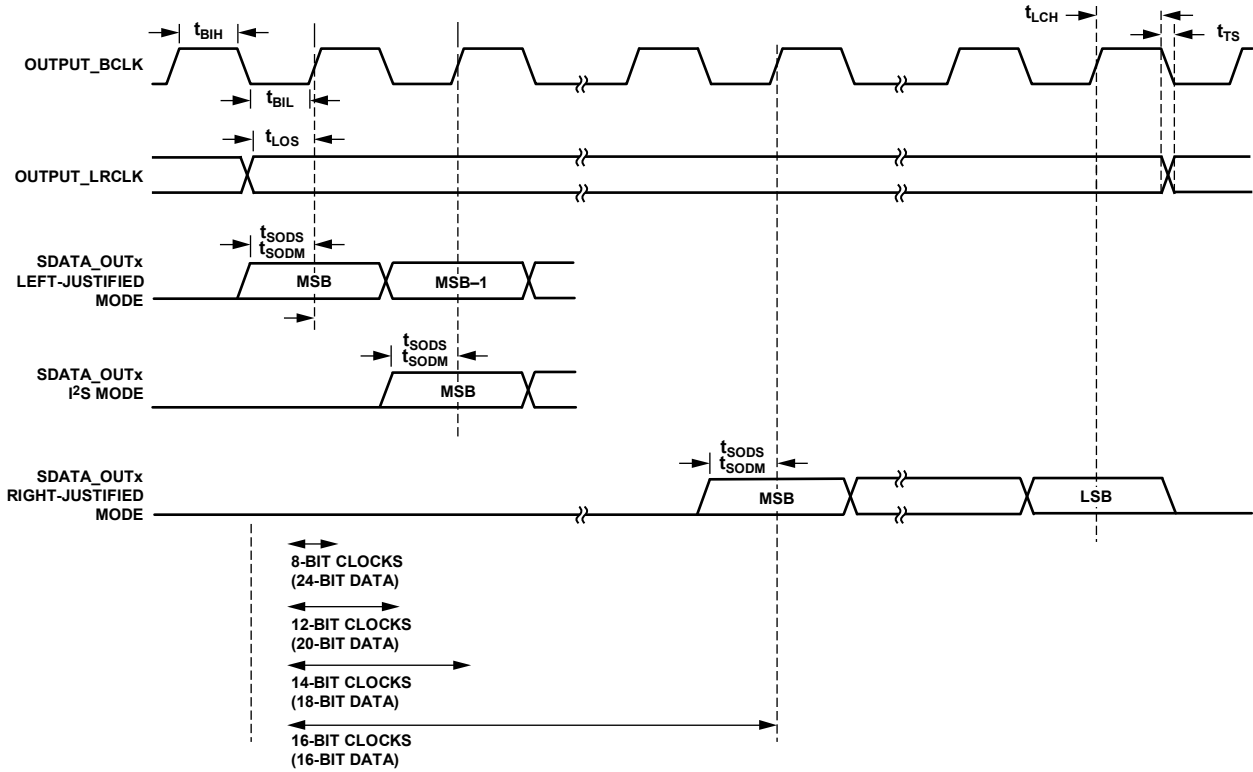 tBIH
tLCH
tTS
OUTPUT_BCLK
tBIL
tLOS
OUTPUT_LRCLK
tSODS
tSODM
SDATA_OUTx
LEFT-JUSTIFIED
MODE
MSB
MSB–1
tSODS
tSODM
SDATA_OUTx
I2S MODE
MSB
tSODS
tSODM
SDATA_OUTx
RIGHT-JUSTIFIED
MODE
MSB
LSB
8-BIT CLOCKS
(24-BIT DATA)
12-BIT CLOCKS
(20-BIT DATA)
14-BIT CLOCKS
(18-BIT DATA)
16-BIT CLOCKS
(16-BIT DATA)